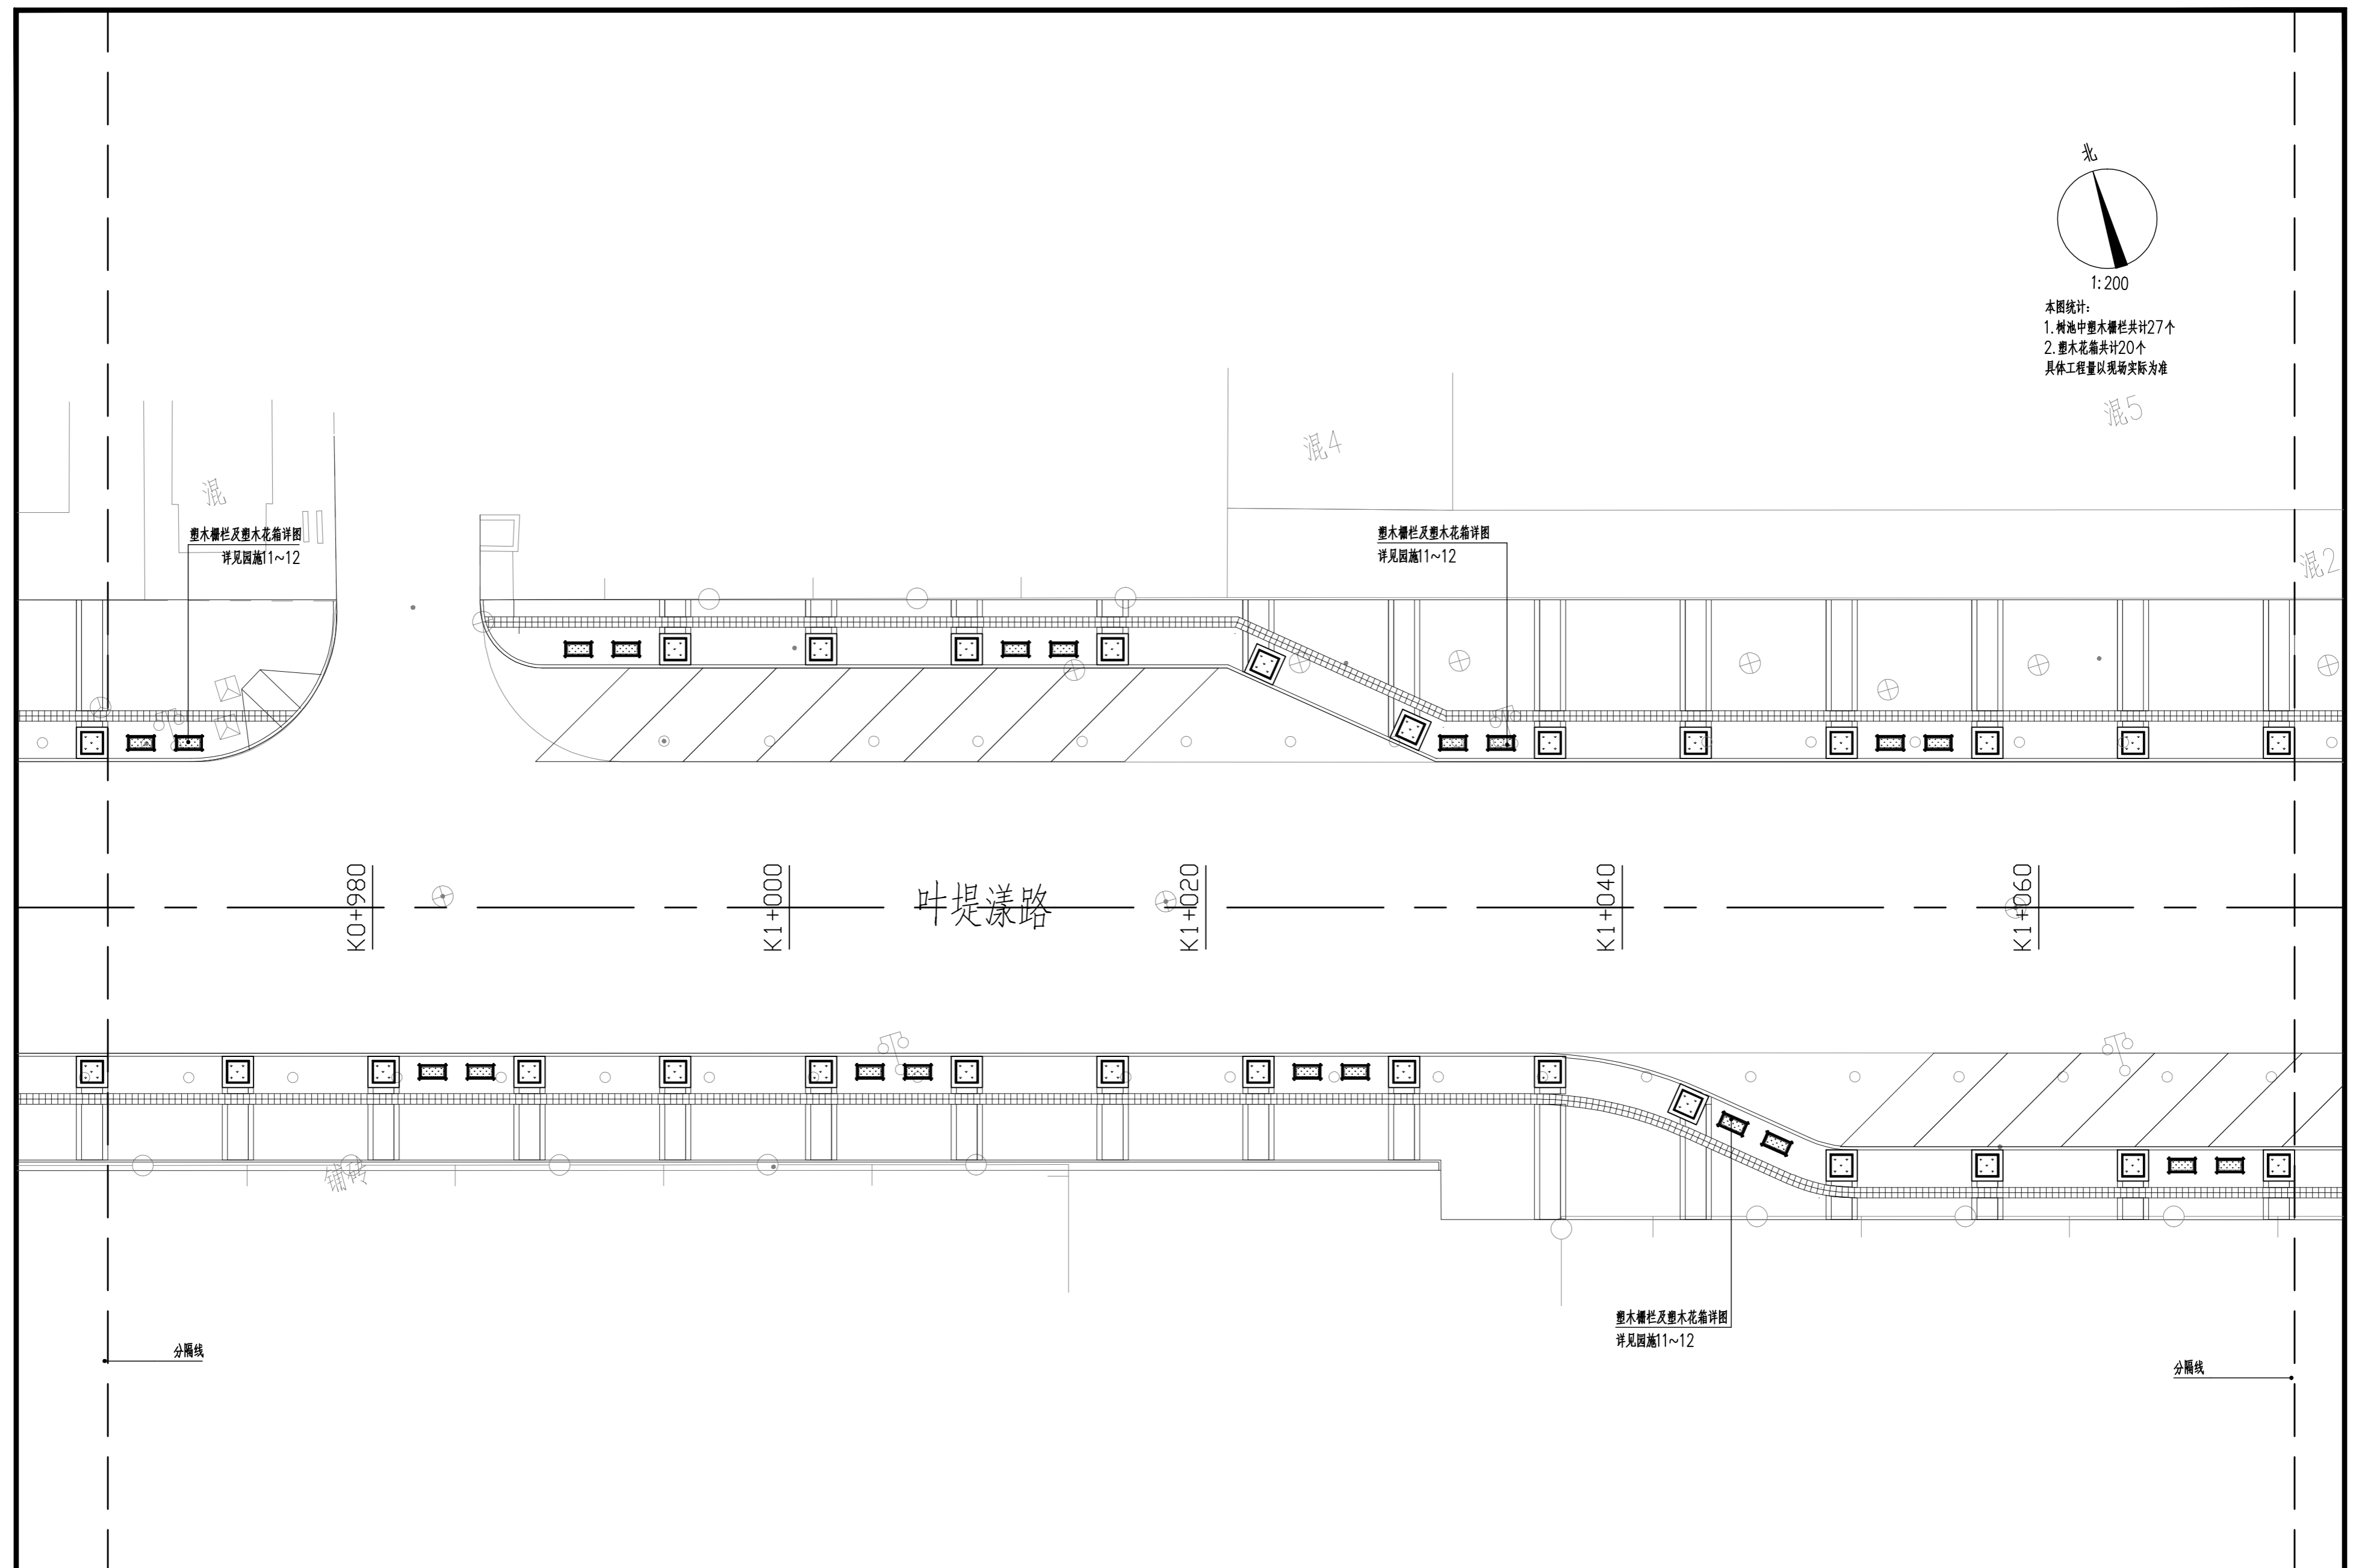 北
1:200
本图统计:
1.树池中塑木栅栏共计27个
2.塑木花箱共计20个
具体工程量以现场实际为准
混5
混4
混
塑木栅栏及塑木花箱详图
详见园施11~12
塑木栅栏及塑木花箱详图
详见园施11~12
混2
K0+980
K1+000
叶堤漾路
K1+020
K1+040
K1+060
铺砖
塑木栅栏及塑木花箱详图
详见园施11~12
分隔线
分隔线